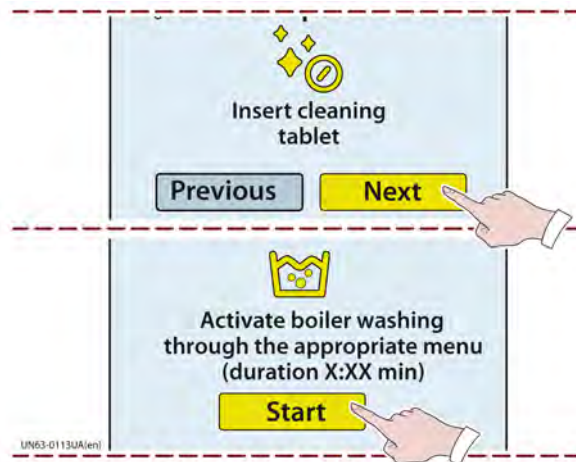 Insert cleaning
tablet
Previous Next
Activate boiler washing
through the appropriate menu
(duration X:XX min)
Start
UN63-0113UA(en)